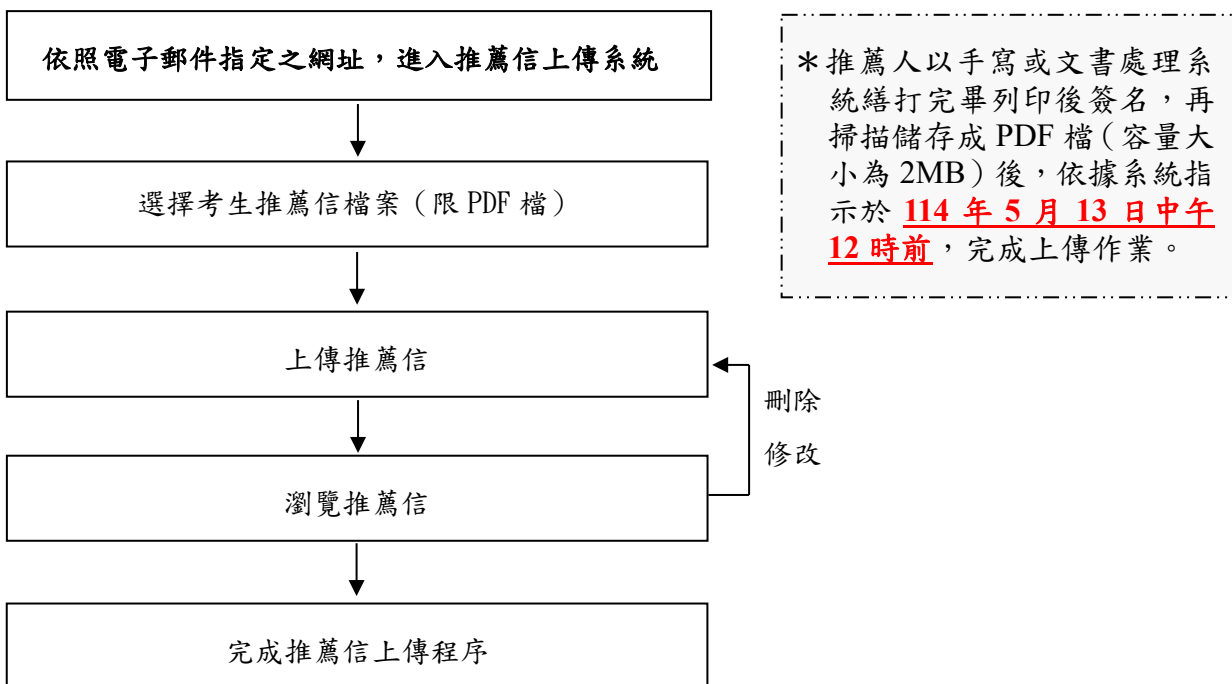 依照電子郵件指定之網址，進入推薦信上傳系統
選擇考生推薦信檔案（限 PDF 檔）
上傳推薦信
刪除
修改
瀏覽推薦信
完成推薦信上傳程序
＊推薦人以手寫或文書處理系
統繕打完畢列印後簽名，再
掃描儲存成 PDF 檔（容量大
小為 2MB）後，依據系統指
示於 114 年 5 月 13 日中午
12 時前，完成上傳作業。